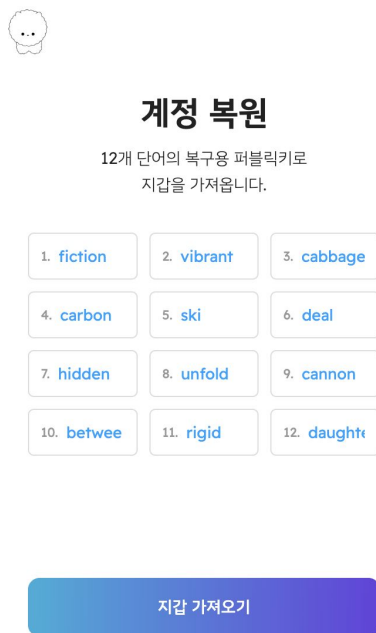 계정 복원
12개 단어의 복구용 퍼블릭키로
지갑을 가져옵니다.
1. fiction 2. vibrant 3. cabbage
4. carbon 5. ski 6. deal
7. hidden 8. unfold 9. cannon
10. betwee 11. rigid 12. daughte
지갑 가져오기